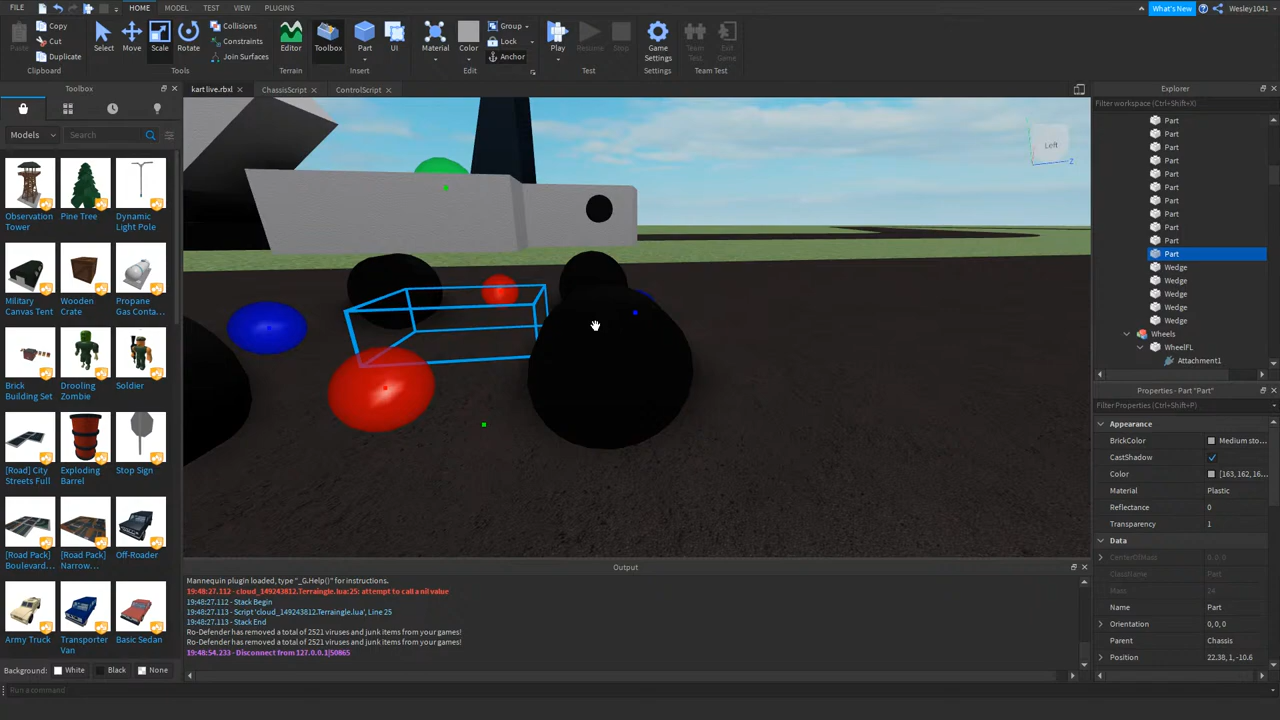 FILE HOME MODEL TEST VIEW PLUGINS What's New Wesley1041
Copy
Cut
Duplicate
Paste
Clipboard
Select Move Scale Rotate
Collisions
Constraints
Join Surfaces
Tools
Editor
Terrain
Toolbox Part UI
Insert
Material Color
Group
Lock
Anchor
Edit
Play Resume Stop
Test
Game Settings
Settings
Team Test Exit Game
Team Test
Toolbox
Models Search
Observation Tower Pine Tree Dynamic Light Pole
Military Canvas Tent Wooden Crate Propane Gas Conta...
Brick Building Set Drooling Zombie Soldier
[Road] City Streets Full Exploding Barrel Stop Sign
[Road Pack] Boulevard... [Road Pack] Narrow... Off-Roader
Army Truck Transporter Van Basic Sedan
Background: White Black None
Run a command
kart live.rbxl ChassisScript ControlScript
Left
Z
Output
Mannequin plugin loaded, type "_G.Help()" for instructions.
19:48:27.112 - cloud_149243812.Terraingle.lua:25: attempt to call a nil value
19:48:27.112 - Stack Begin
19:48:27.113 - Script 'cloud_149243812.Terraingle.lua', Line 25
19:48:27.113 - Stack End
Ro-Defender has removed a total of 2521 viruses and junk items from your games!
Ro-Defender has removed a total of 2521 viruses and junk items from your games!
19:48:54.233 - Disconnect from 127.0.0.1|50865
Explorer
Filter workspace (Ctrl+Shift+X)
Part
Part
Part
Part
Part
Part
Part
Part
Part
Part
Part
Wedge
Wedge
Wedge
Wedge
Wedge
Wheels
WheelFL
Attachment1
Properties - Part "Part"
Filter Properties (Ctrl+Shift+P)
Appearance
BrickColor Medium sto...
CastShadow
Color [163, 162, 16...
Material Plastic
Reflectance 0
Transparency 1
Data
CenterOfMass 0, 0, 0
ClassName Part
Mass 24
Name Part
Orientation 0, 0, 0
Parent Chassis
Position 22.38, 1, -10.6